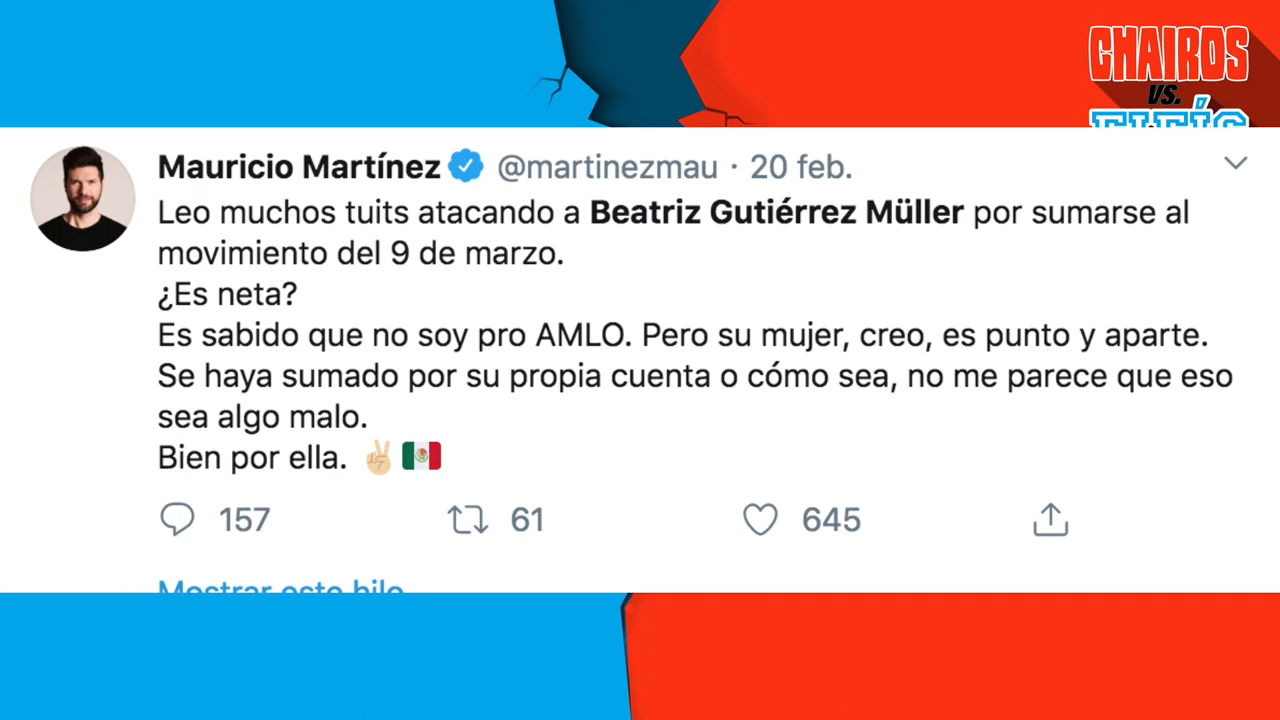 CHAIROS
VS.
Mauricio Martínez @martinezmau · 20 feb.
Leo muchos tuits atacando a Beatriz Gutiérrez Müller por sumarse al
movimiento del 9 de marzo.
¿Es neta?
Es sabido que no soy pro AMLO. Pero su mujer, creo, es punto y aparte.
Se haya sumado por su propia cuenta o cómo sea, no me parece que eso
sea algo malo.
Bien por ella. ✌🏼🇲🇽
157 61 645
Mostrar este hilo